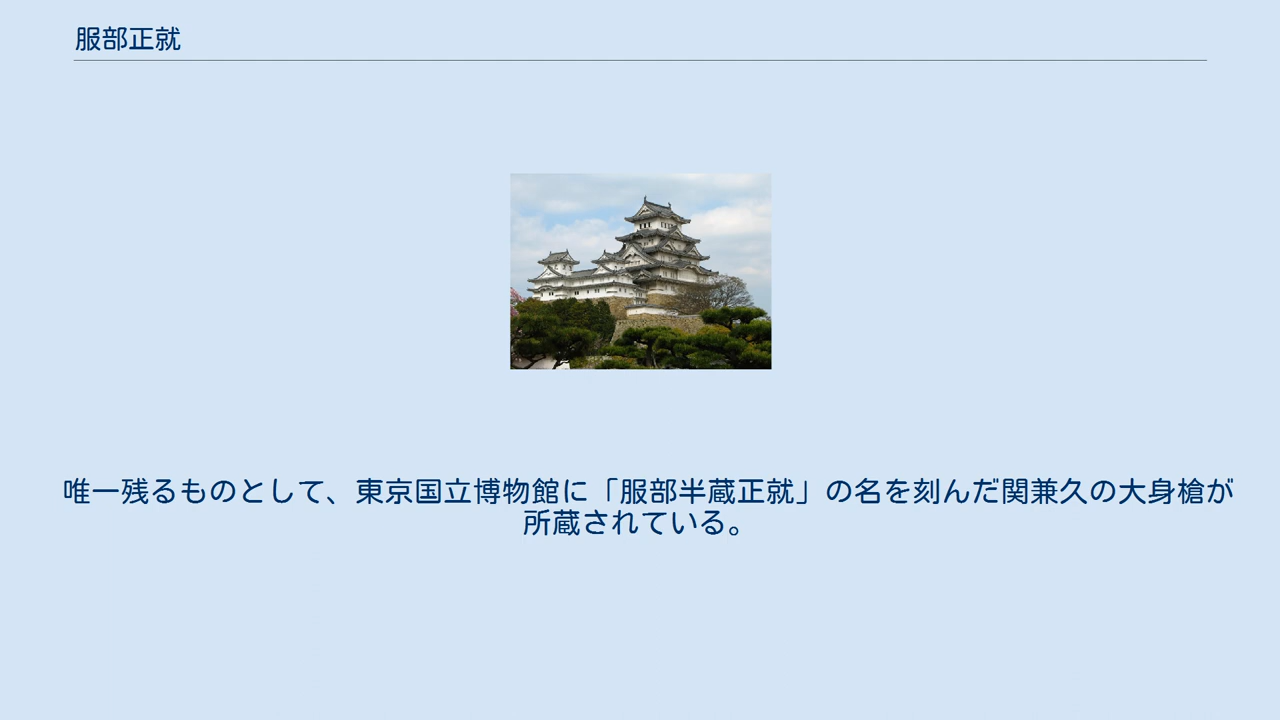 服部正就
唯一残るものとして、東京国立博物館に「服部半蔵正就」の名を刻んだ関兼久の大身槍が
所蔵されている。